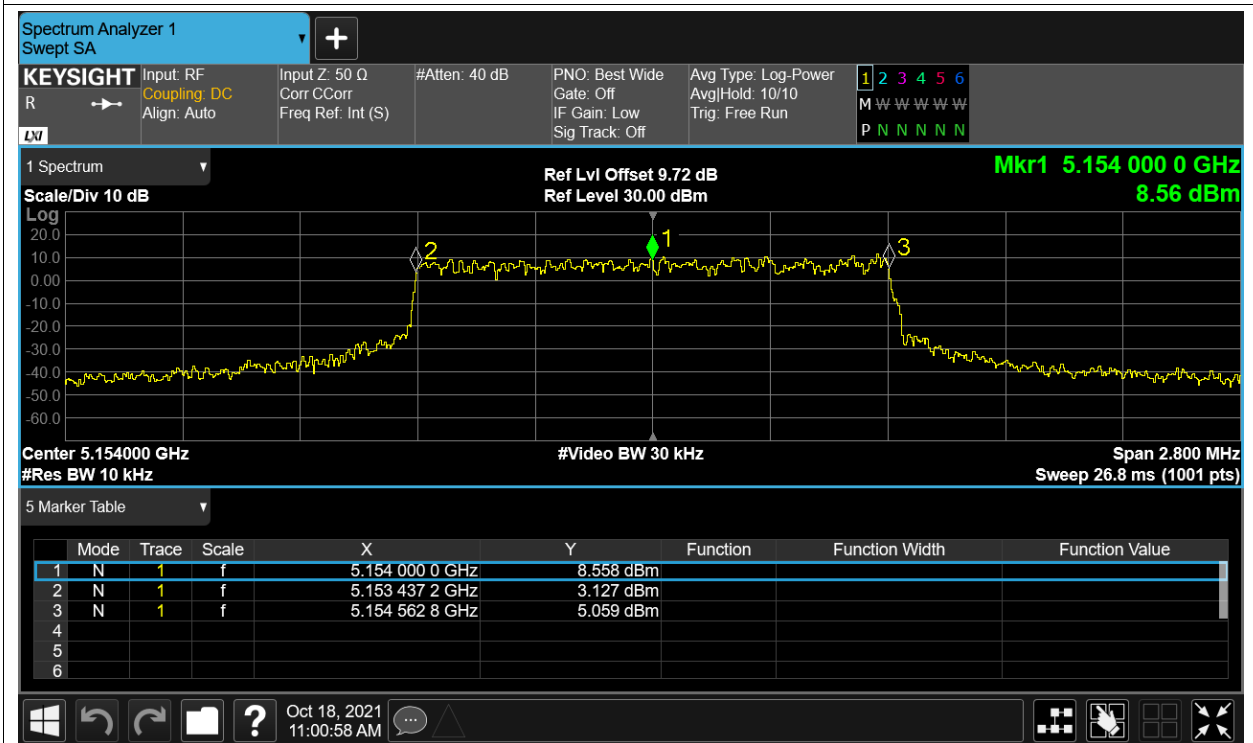 Spectrum Analyzer 1
Swept SA
+
KEYSIGHT Input: RF Input Z: 50 Ω #Atten: 40 dB PNO: Best Wide Avg Type: Log-Power 1 2 3 4 5 6
R Coupling: DC Corr CCorr Gate: Off Avg|Hold: 10/10 M W W W W W
Align: Auto Freq Ref: Int (S) IF Gain: Low Trig: Free Run
LXI Sig Track: Off P N N N N N
1 Spectrum Ref Lvl Offset 9.72 dB Mkr1 5.154 000 0 GHz
Scale/Div 10 dB Ref Level 30.00 dBm 8.56 dBm
Log
20.0
10.0
0.00
-10.0
-20.0
-30.0
-40.0
-50.0
-60.0
2 1 3
Center 5.154000 GHz #Video BW 30 kHz Span 2.800 MHz
#Res BW 10 kHz Sweep 26.8 ms (1001 pts)
5 Marker Table
Mode Trace Scale X Y Function Function Width Function Value
1 N 1 f 5.154 000 0 GHz 8.558 dBm
2 N 1 f 5.153 437 2 GHz 3.127 dBm
3 N 1 f 5.154 562 8 GHz 5.059 dBm
4
5
6
? Oct 18, 2021
11:00:58 AM